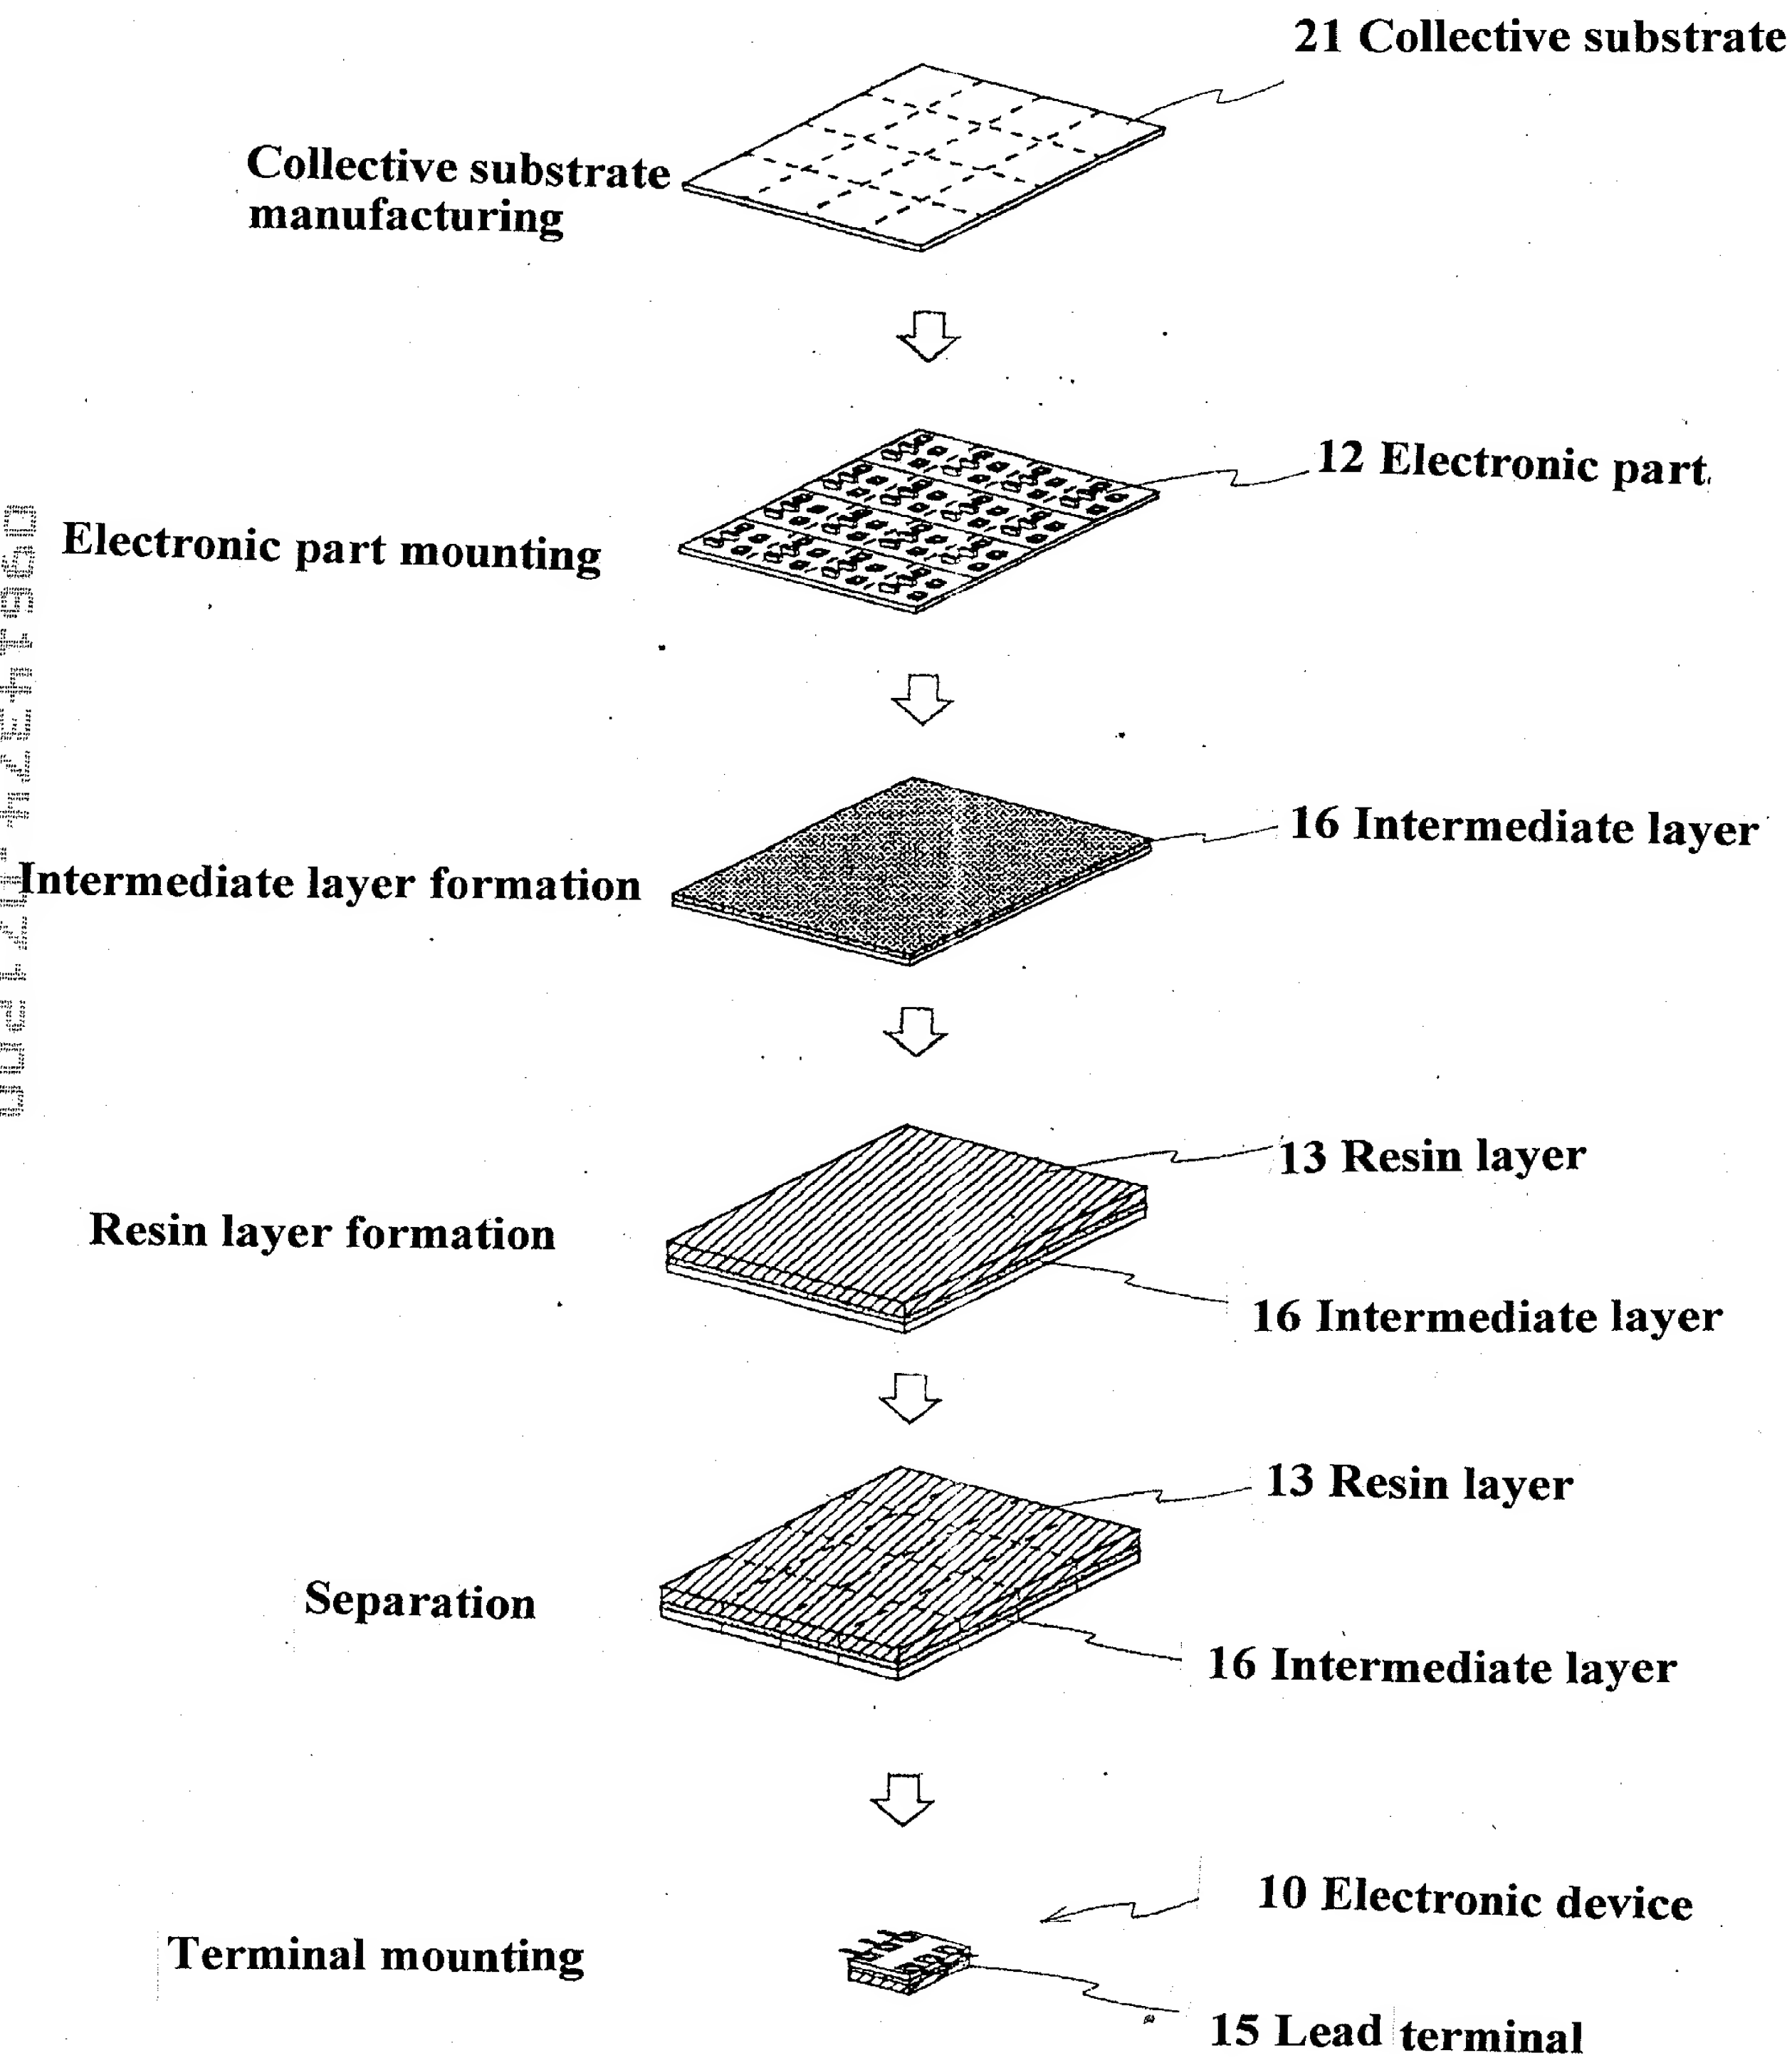 21 Collective substrate
Collective substrate
manufacturing
12 Electronic part
Electronic part mounting
16 Intermediate layer
Intermediate layer formation
13 Resin layer
Resin layer formation
16 Intermediate layer
13 Resin layer
Separation
16 Intermediate layer
10 Electronic device
Terminal mounting
15 Lead terminal